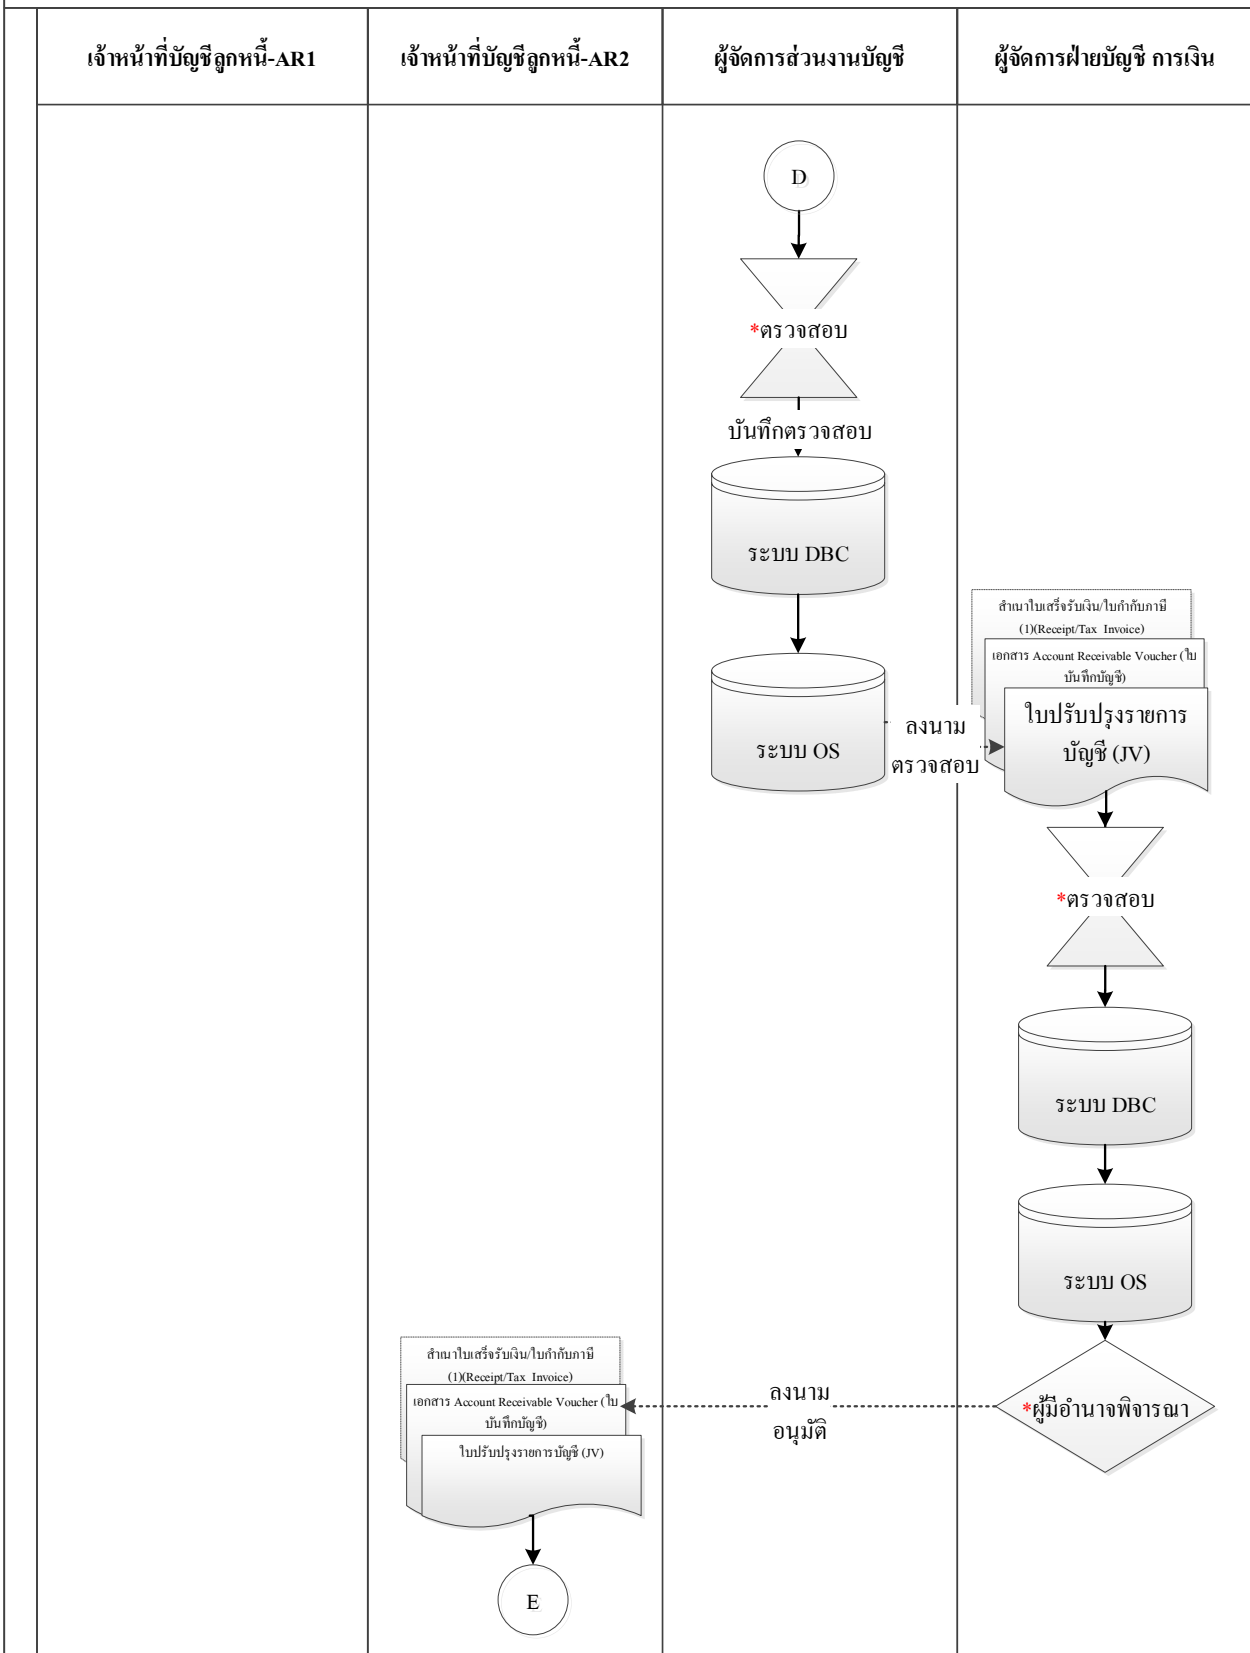 เจ้าหน้าที่บัญชีลูกหนี้-AR1
เจ้าหน้าที่บัญชีลูกหนี้-AR2
ผู้จัดการส่วนงานบัญชี
ผู้จัดการฝ่ายบัญชี การเงิน
D
*ตรวจสอบ
บันทึกตรวจสอบ
ระบบ DBC
ระบบ OS
ลงนาม
ตรวจสอบ
สำเนาใบเสร็จรับเงิน/ใบกำกับภาษี
(1)(Receipt/Tax Invoice)
เอกสาร Account Receivable Voucher (ใบ
บันทึกบัญชี)
ใบปรับปรุงรายการ
บัญชี (JV)
*ตรวจสอบ
ระบบ DBC
ระบบ OS
*ผู้มีอำนาจพิจารณา
ลงนาม
อนุมัติ
สำเนาใบเสร็จรับเงิน/ใบกำกับภาษี
(1)(Receipt/Tax Invoice)
เอกสาร Account Receivable Voucher (ใบ
บันทึกบัญชี)
ใบปรับปรุงรายการบัญชี (JV)
E